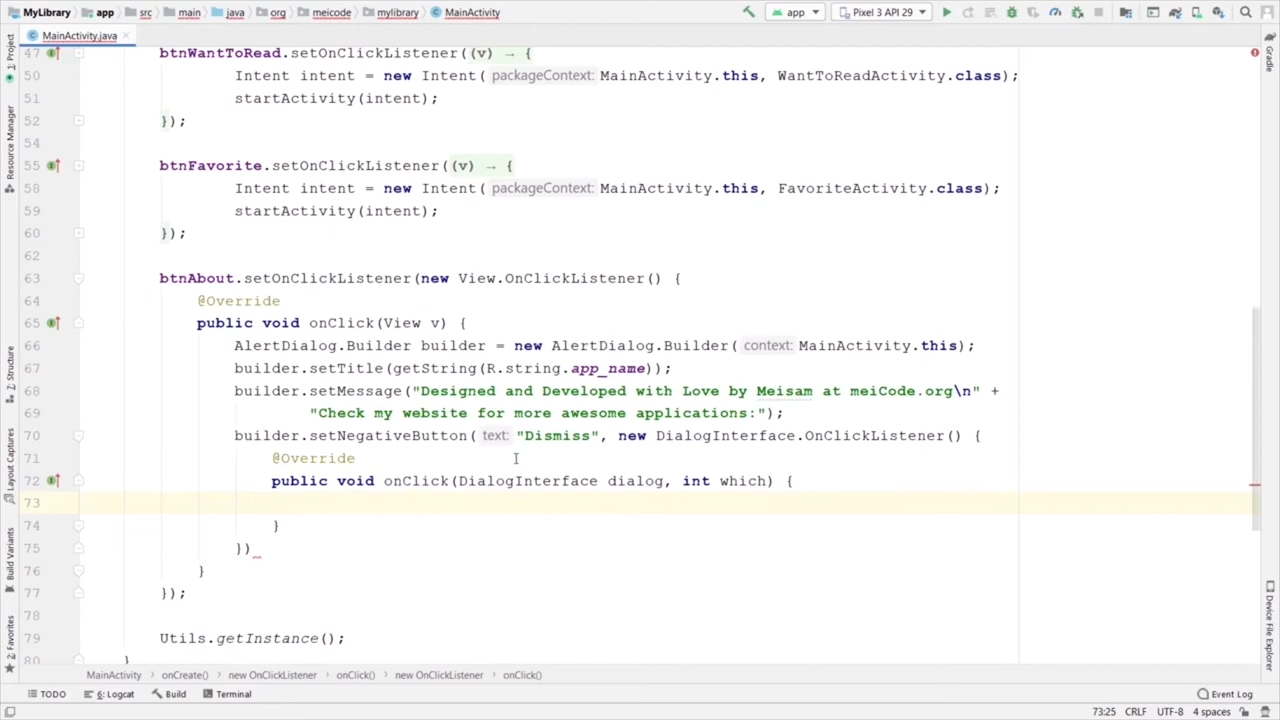 MyLibrary app src main java org meicode mylibrary MainActivity app Pixel 3 API 29
MainActivity.java
47 btnWantToRead.setOnClickListener((v) → {
50 Intent intent = new Intent( packageContext: MainActivity.this, WantToReadActivity.class);
51 startActivity(intent);
52 });
54
55 btnFavorite.setOnClickListener((v) → {
58 Intent intent = new Intent( packageContext: MainActivity.this, FavoriteActivity.class);
59 startActivity(intent);
60 });
62
63 btnAbout.setOnClickListener(new View.OnClickListener() {
64 @Override
65 public void onClick(View v) {
66 AlertDialog.Builder builder = new AlertDialog.Builder( context: MainActivity.this);
67 builder.setTitle(getString(R.string.app_name));
68 builder.setMessage("Designed and Developed with Love by Meisam at meiCode.org\n" +
69 "Check my website for more awesome applications:");
70 builder.setNegativeButton( text: "Dismiss", new DialogInterface.OnClickListener() {
71 @Override
72 public void onClick(DialogInterface dialog, int which) {
73
74 }
75 })
76 }
77 });
78
79 Utils.getInstance();
80 }
MainActivity onCreate() new OnClickListener onClick() new OnClickListener onClick()
TODO 6: Logcat Build Terminal Event Log
73:25 CRLF UTF-8 4 spaces
1: Project
Resource Manager
7: Structure
Layout Captures
Build Variants
2: Favorites
Gradle
Device File Explorer